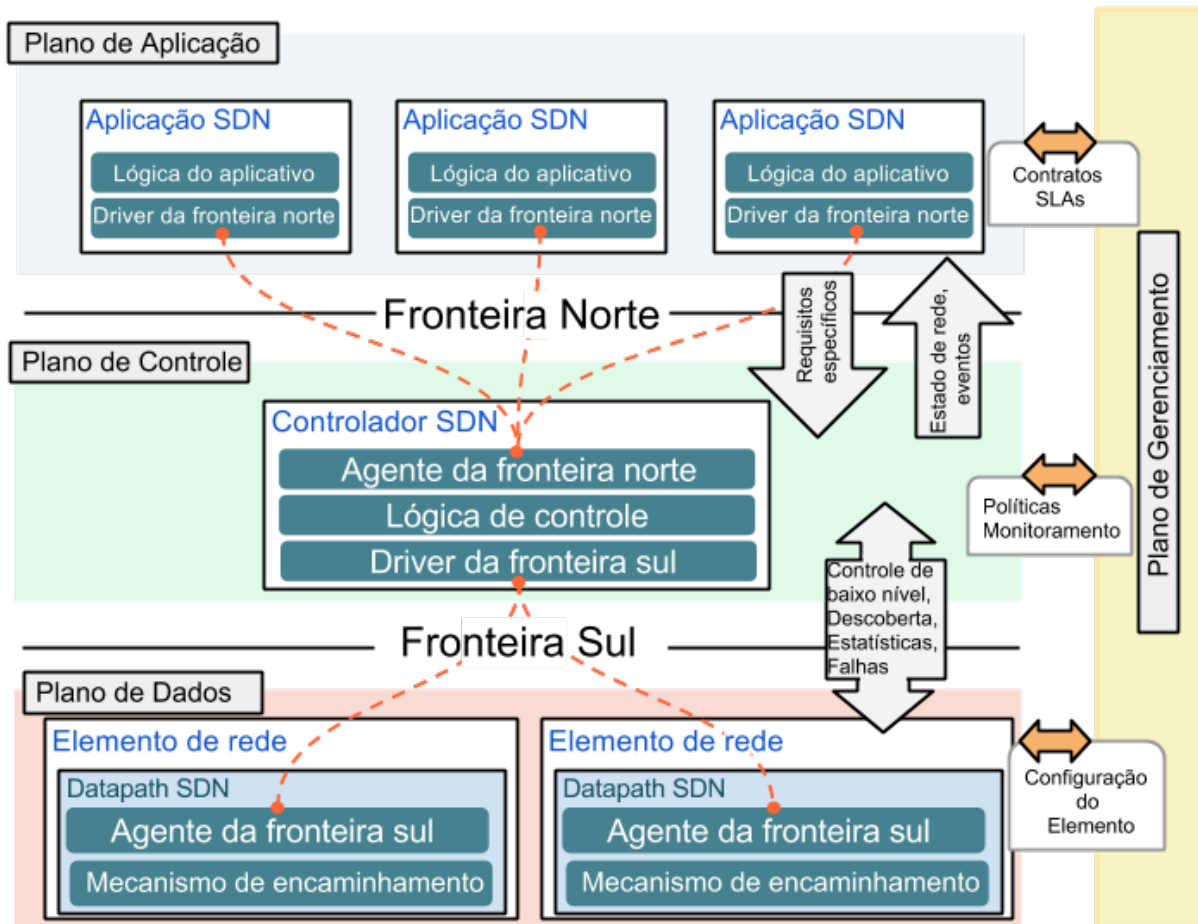 Plano de Aplicação
Aplicação SDN
Lógica do aplicativo
Driver da fronteira norte
Aplicação SDN
Lógica do aplicativo
Driver da fronteira norte
Aplicação SDN
Lógica do aplicativo
Driver da fronteira norte
Contratos
SLAs
Fronteira Norte
Requisitos
específicos
Estado de rede,
eventos
Plano de Controle
Controlador SDN
Agente da fronteira norte
Lógica de controle
Driver da fronteira sul
Políticas
Monitoramento
Plano de Gerenciamento
Controle de
baixo nível,
Descoberta,
Estatísticas,
Falhas
Fronteira Sul
Plano de Dados
Elemento de rede
Datapath SDN
Agente da fronteira sul
Mecanismo de encaminhamento
Elemento de rede
Datapath SDN
Agente da fronteira sul
Mecanismo de encaminhamento
Configuração
do
Elemento